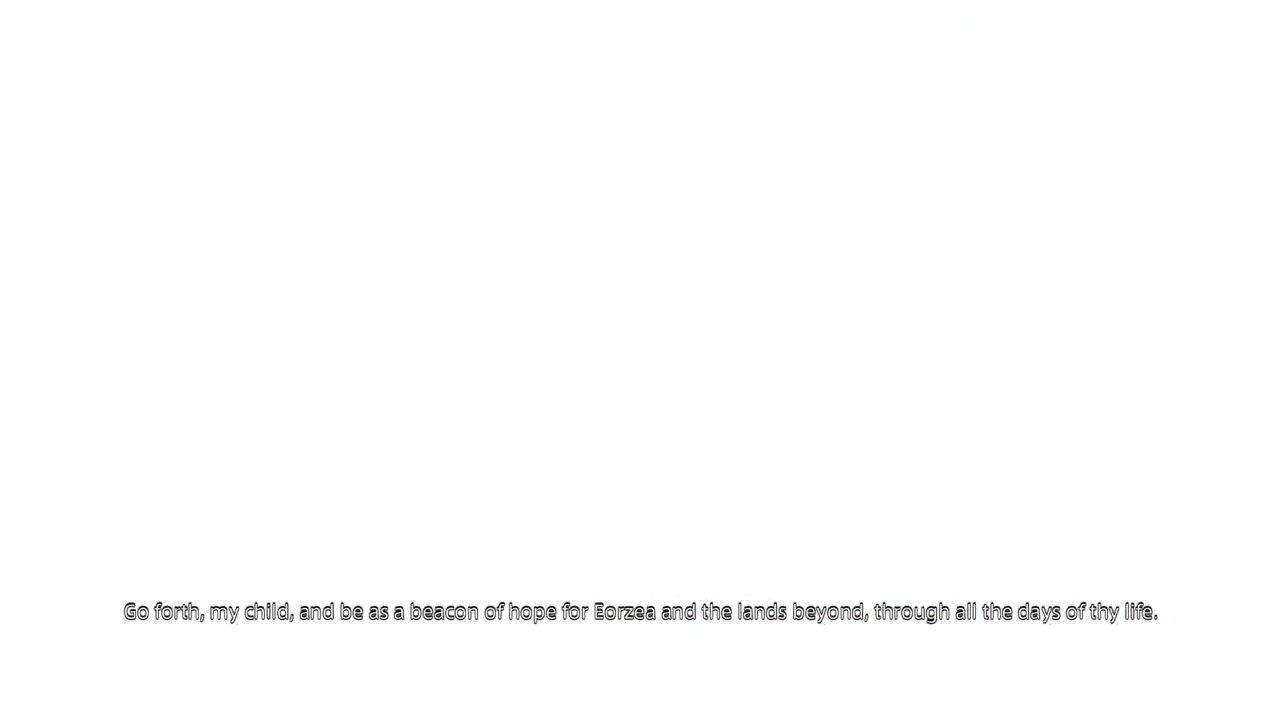 Go forth, my child, and be as a beacon of hope for Eorzea and the lands beyond, through all the days of thy life.